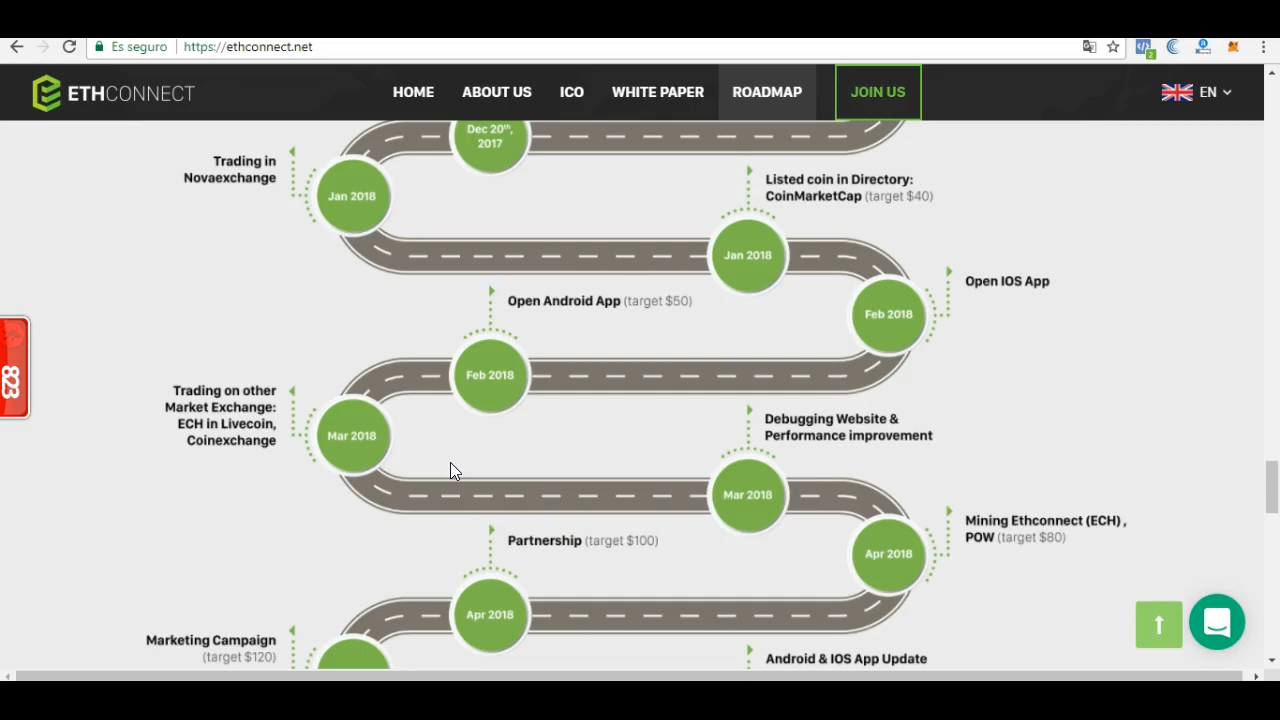 Es seguro
https://ethconnect.net
2
ETHCONNECT
HOME
ABOUT US
ICO
WHITE PAPER
ROADMAP
JOIN US
EN
Dec 20th,
2017
Trading in
Novaexchange
Jan 2018
Listed coin in Directory:
CoinMarketCap (target $40)
Jan 2018
Open IOS App
Feb 2018
Open Android App (target $50)
Feb 2018
823
Trading on other
Market Exchange:
ECH in Livecoin,
Coinexchange
Mar 2018
Debugging Website &
Performance improvement
Mar 2018
Mining Ethconnect (ECH) ,
POW (target $80)
Apr 2018
Partnership (target $100)
Apr 2018
Marketing Campaign
(target $120)
Android & IOS App Update